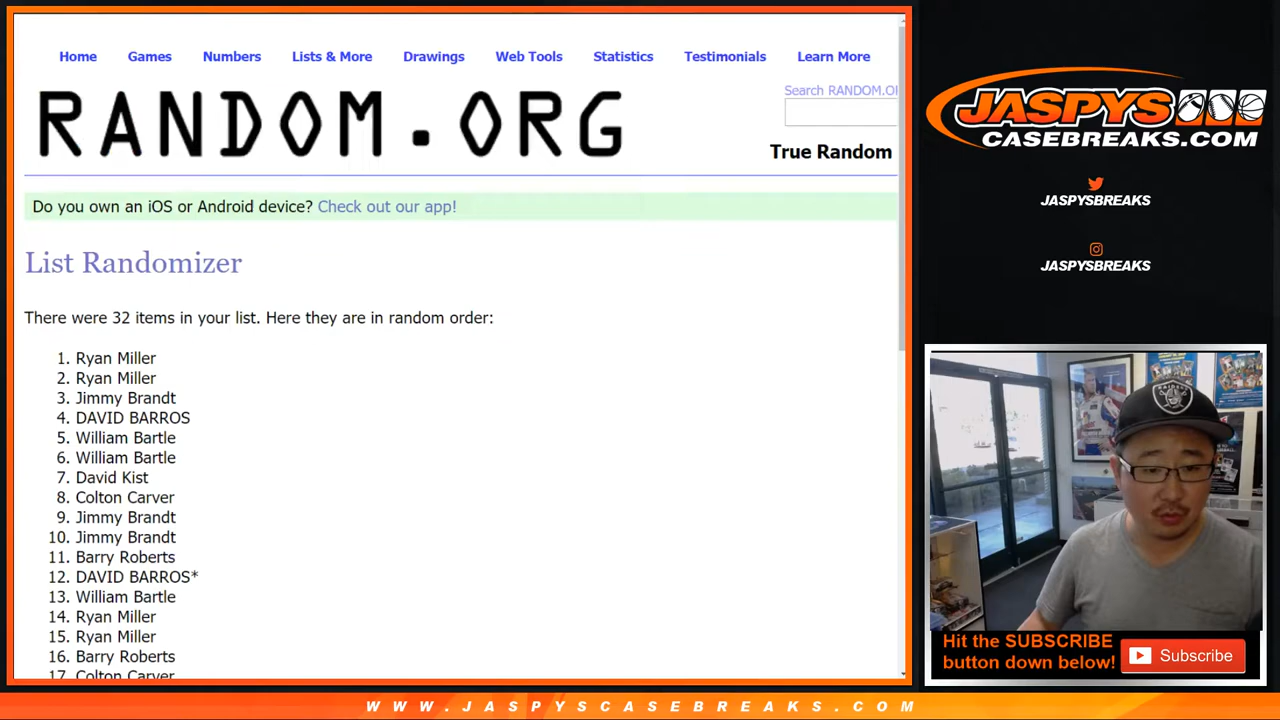 Home Games Numbers Lists & More Drawings Web Tools Statistics Testimonials Learn More
RANDOM.ORG
Search RANDOM.OR
True Random
Do you own an iOS or Android device? Check out our app!
List Randomizer
There were 32 items in your list. Here they are in random order:
1. Ryan Miller
2. Ryan Miller
3. Jimmy Brandt
4. DAVID BARROS
5. William Bartle
6. William Bartle
7. David Kist
8. Colton Carver
9. Jimmy Brandt
10. Jimmy Brandt
11. Barry Roberts
12. DAVID BARROS*
13. William Bartle
14. Ryan Miller
15. Ryan Miller
16. Barry Roberts
17. Colton Carver
JASPYS
CASEBREAKS.COM
JASPYSBREAKS
JASPYSBREAKS
RAIDERS
Hit the SUBSCRIBE
button down below!
Subscribe
WWW.JASPYSCASEBREAKS.COM